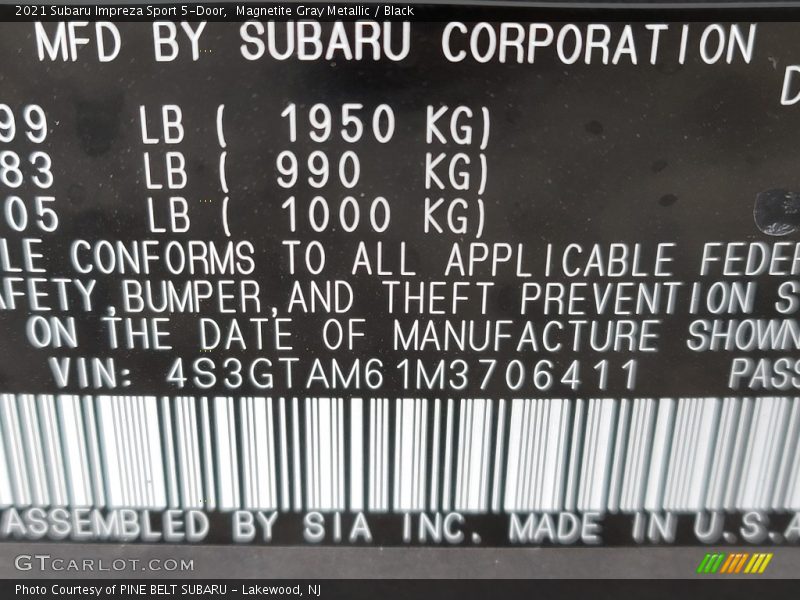 2021 Subaru Impreza Sport 5-Door,  Magnetite Gray Metallic / Black
MFD BY SUBARU CORPORATION
D
99 LB ( 1950 KG)
83 LB ( 990 KG)
05 LB ( 1000 KG)
LE CONFORMS TO ALL APPLICABLE FEDER
AFETY,BUMPER,AND THEFT PREVENTION S
ON THE DATE OF MANUFACTURE SHOWN
VIN: 4S3GTAM61M3706411 PASS
ASSEMBLED BY SIA INC. MADE IN U.S.A
GTCARLOT.COM
Photo Courtesy of PINE BELT SUBARU - Lakewood, NJ